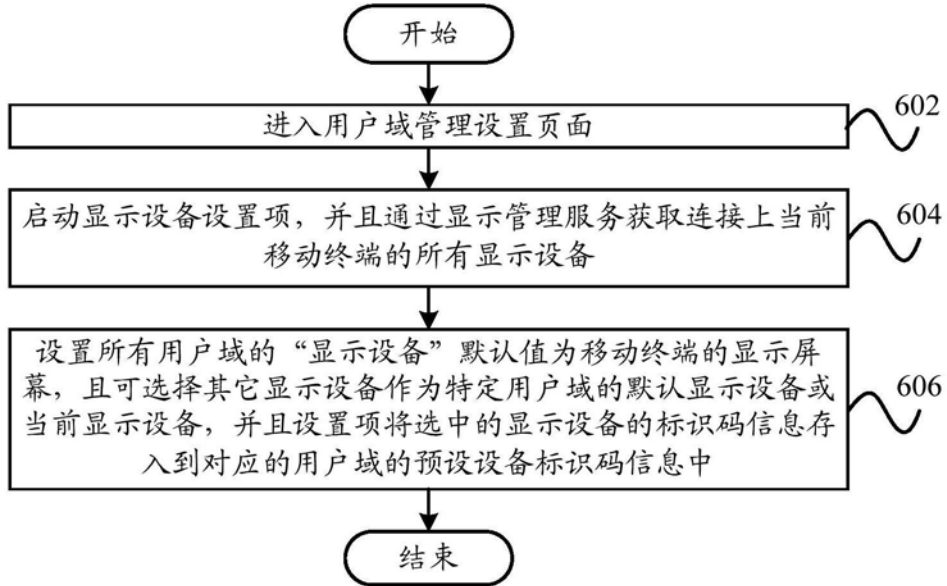 开始
进入用户域管理设置页面
602
启动显示设备设置项，并且通过显示管理服务获取连接上当前
移动终端的所有显示设备
604
设置所有用户域的“显示设备”默认值为移动终端的显示屏
幕，且可选择其它显示设备作为特定用户域的默认显示设备或
当前显示设备，并且设置项将选中的显示设备的标识码信息存
入到对应的用户域的预设设备标识码信息中
606
结束